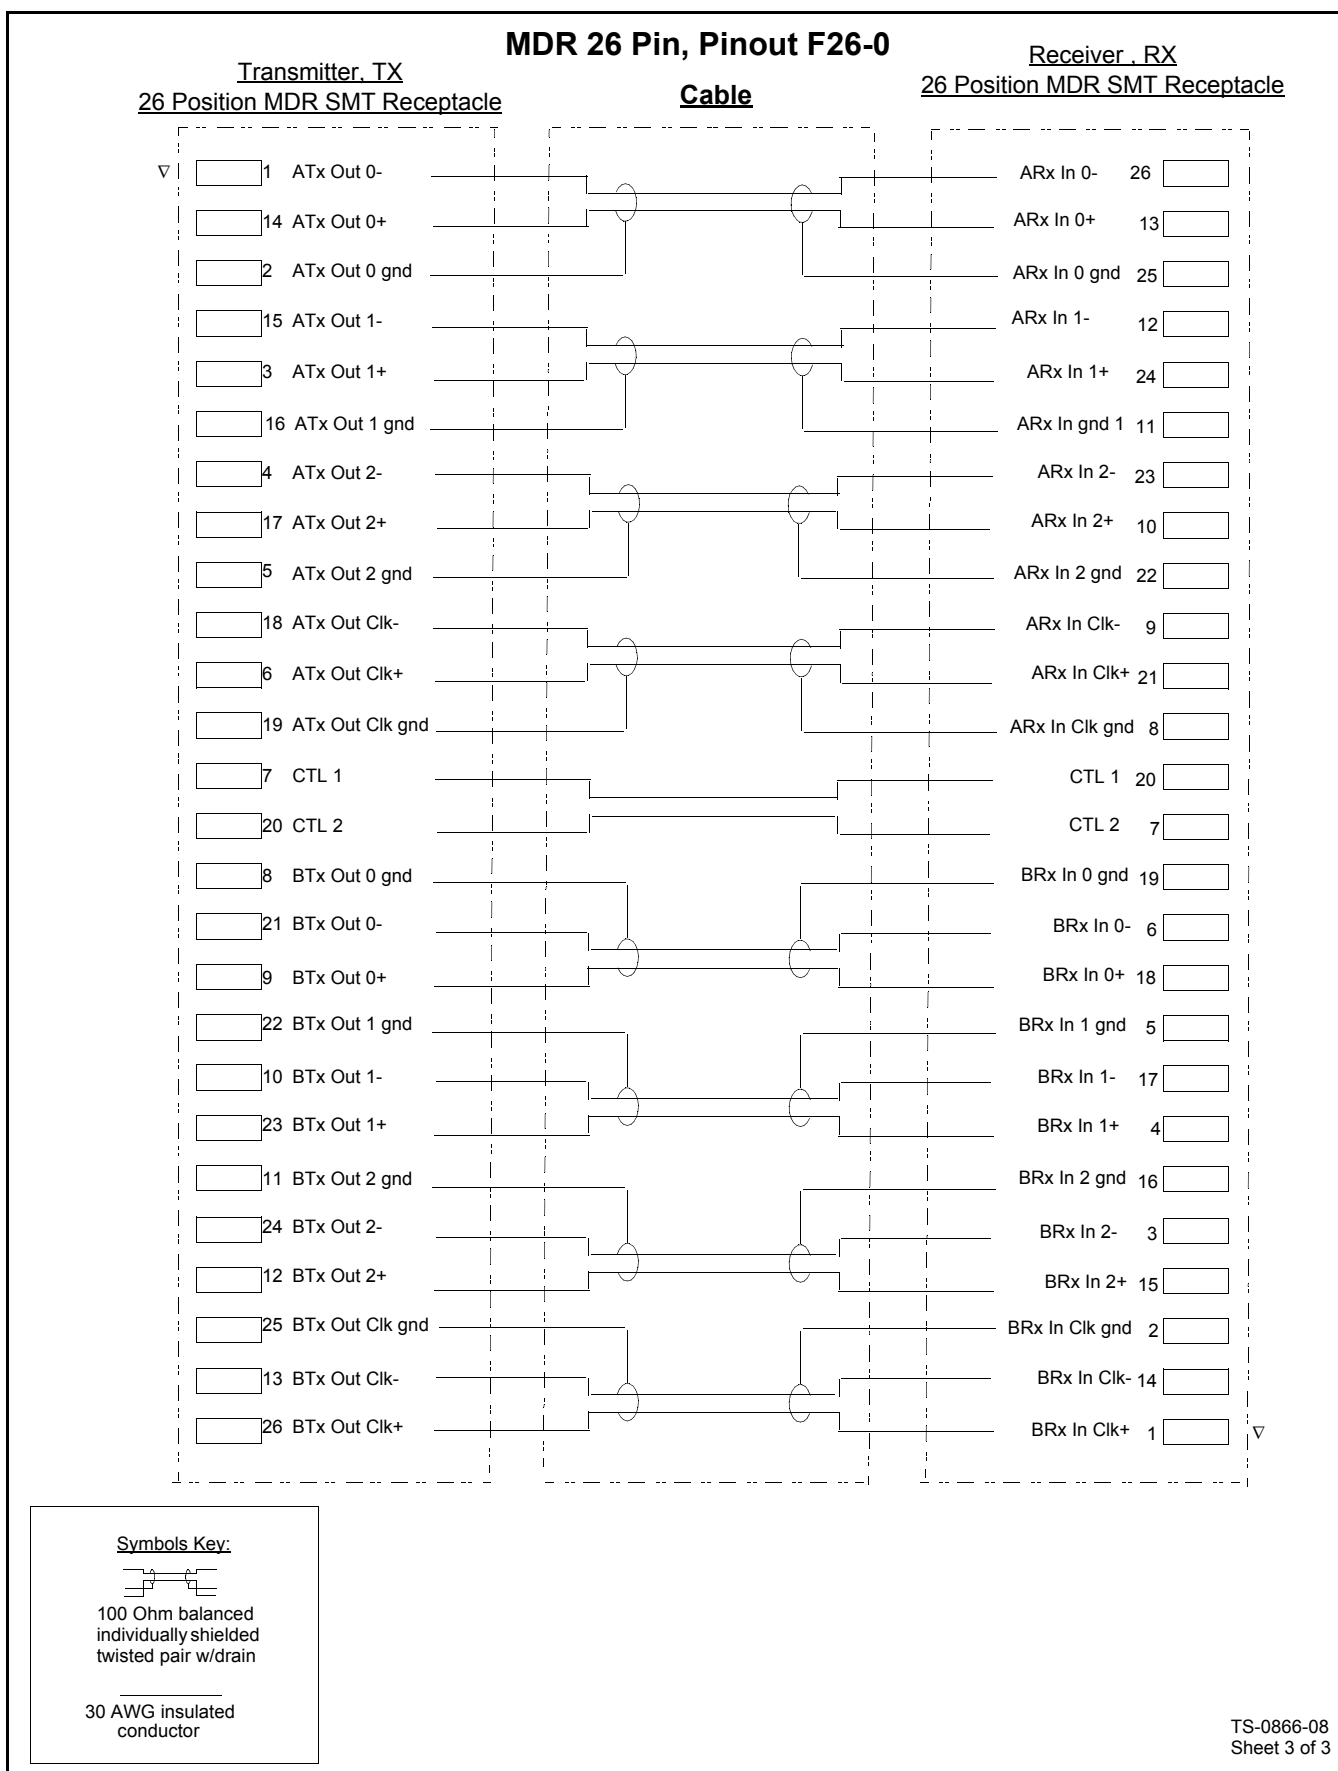 MDR 26 Pin, Pinout F26-0
Transmitter, TX
26 Position MDR SMT Receptacle
Cable
Receiver , RX
26 Position MDR SMT Receptacle
1 ATx Out 0- ARx In 0- 26
14 ATx Out 0+ ARx In 0+ 13
2 ATx Out 0 gnd ARx In 0 gnd 25
15 ATx Out 1- ARx In 1- 12
3 ATx Out 1+ ARx In 1+ 24
16 ATx Out 1 gnd ARx In gnd 1 11
4 ATx Out 2- ARx In 2- 23
17 ATx Out 2+ ARx In 2+ 10
5 ATx Out 2 gnd ARx In 2 gnd 22
18 ATx Out Clk- ARx In Clk- 9
6 ATx Out Clk+ ARx In Clk+ 21
19 ATx Out Clk gnd ARx In Clk gnd 8
7 CTL 1 CTL 1 20
20 CTL 2 CTL 2 7
8 BTx Out 0 gnd BRx In 0 gnd 19
21 BTx Out 0- BRx In 0- 6
9 BTx Out 0+ BRx In 0+ 18
22 BTx Out 1 gnd BRx In 1 gnd 5
10 BTx Out 1- BRx In 1- 17
23 BTx Out 1+ BRx In 1+ 4
11 BTx Out 2 gnd BRx In 2 gnd 16
24 BTx Out 2- BRx In 2- 3
12 BTx Out 2+ BRx In 2+ 15
25 BTx Out Clk gnd BRx In Clk gnd 2
13 BTx Out Clk- BRx In Clk- 14
26 BTx Out Clk+ BRx In Clk+ 1
Symbols Key:
100 Ohm balanced
individually shielded
twisted pair w/drain
30 AWG insulated
conductor
TS-0866-08
Sheet 3 of 3